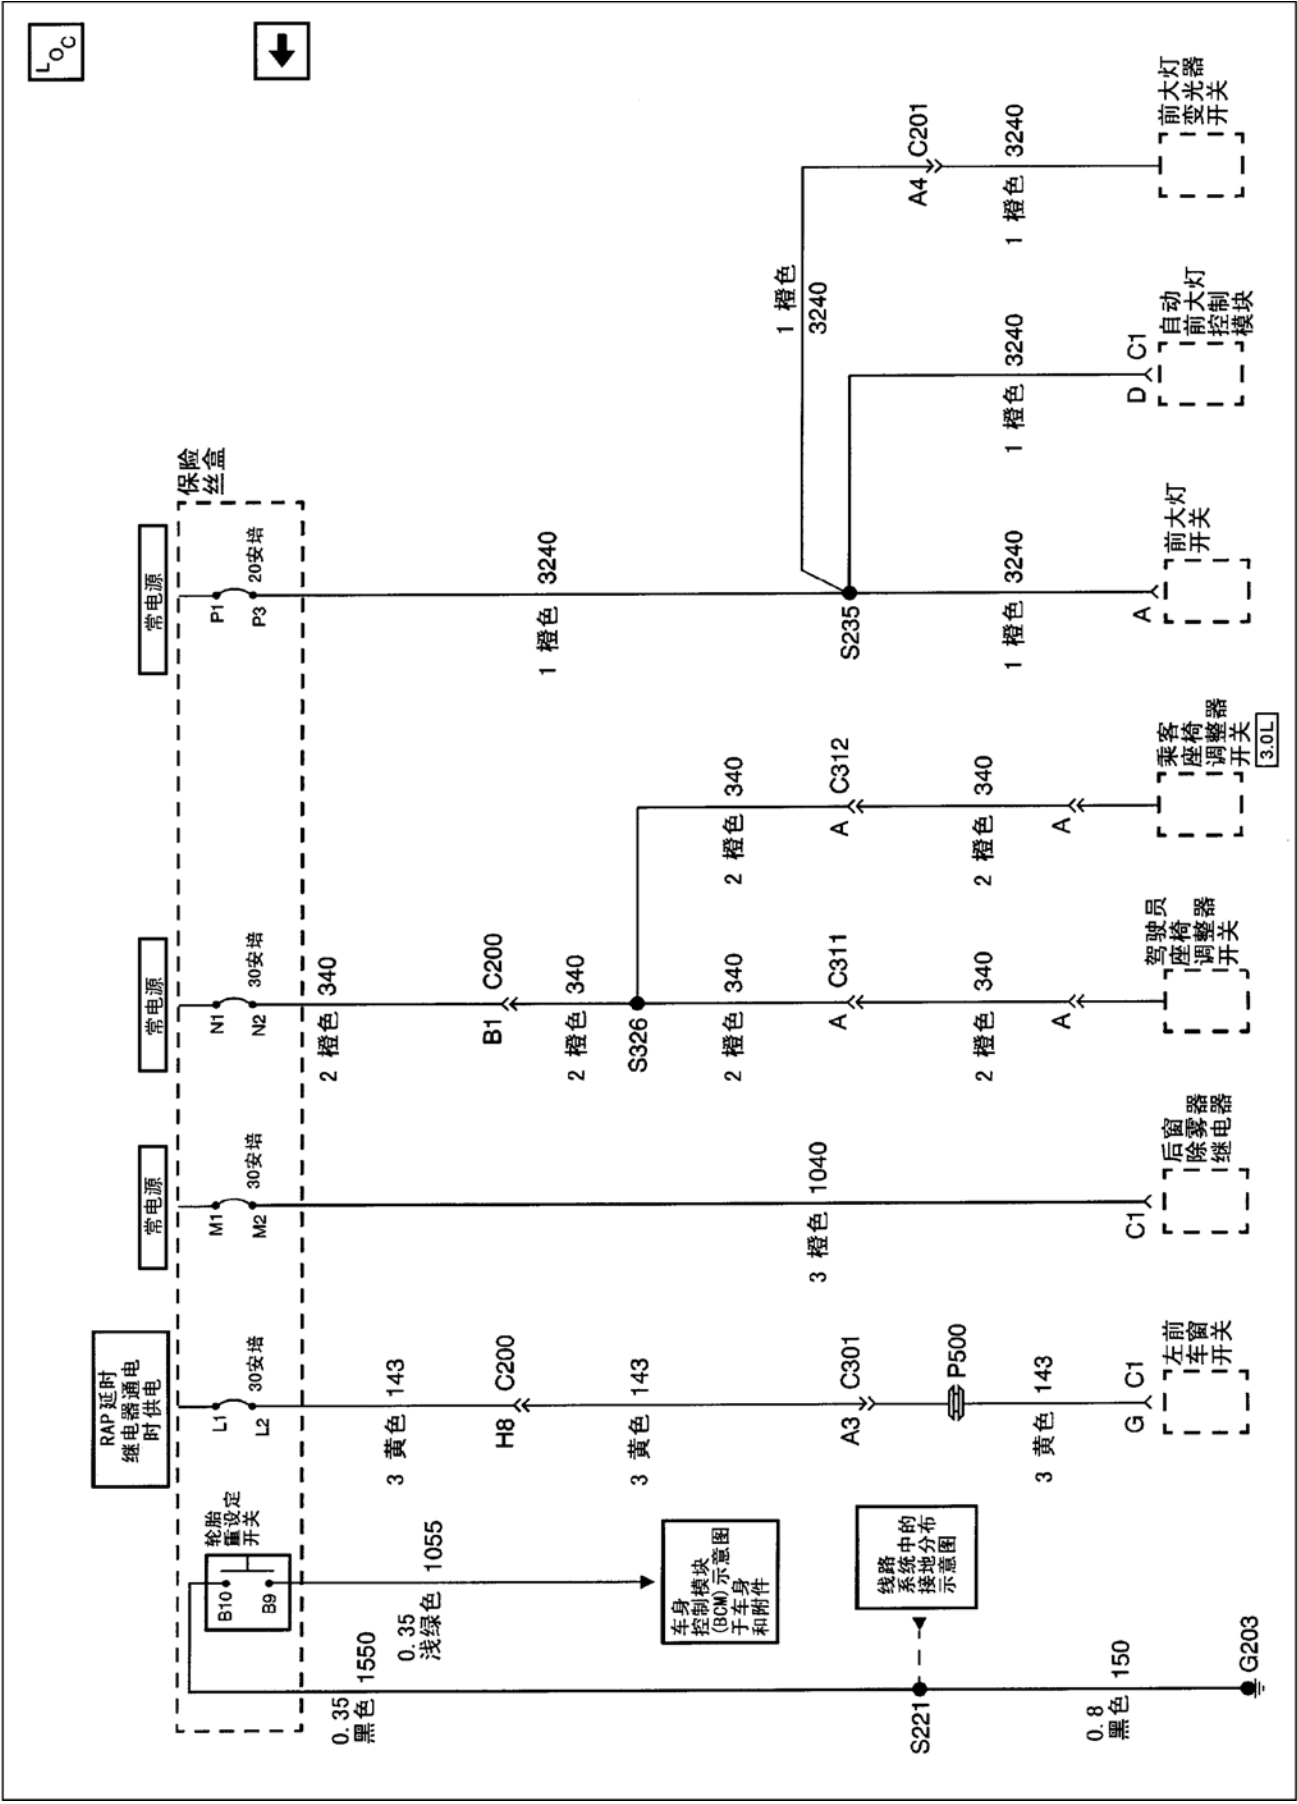 LOC
RAP 延时
继电器通电
时供电
常电源
常电源
常电源
保险
丝盒
轮胎
重设定
开关
B10
B9
L1
L2
30安培
M1
M2
30安培
N1
N2
30安培
P1
P3
20安培
0.35
黑色
1550
0.35
浅绿色
1055
车身
控制模块
(BCM)示意图
于车身
和附件
线路
系统中的
接地分布
示意图
S221
0.8
黑色
150
G203
3 黄色 143
H8 C200
3 黄色 143
A3 C301
P500
3 黄色 143
G C1
左前
车窗
开关
3 橙色 1040
C1
后窗
除雾器
继电器
2 橙色 340
B1 C200
2 橙色 340
S326
2 橙色 340
A C311
2 橙色 340
A
驾驶员
座椅
调整器
开关
2 橙色 340
A C312
2 橙色 340
A
乘客
座椅
调整器
开关
3.0L
1 橙色 3240
S235
1 橙色 3240
A
前大灯
开关
1 橙色 3240
D C1
自动
前大灯
控制
模块
1 橙色
3240
A4 C201
1 橙色 3240
前大灯
变光器
开关